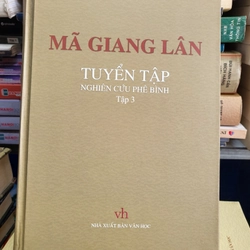 MÃ GIANG LÂN
TUYỂN TẬP
NGHIÊN CỨU PHÊ BÌNH
Tập 3
vh
NHÀ XUẤT BẢN VĂN HỌC